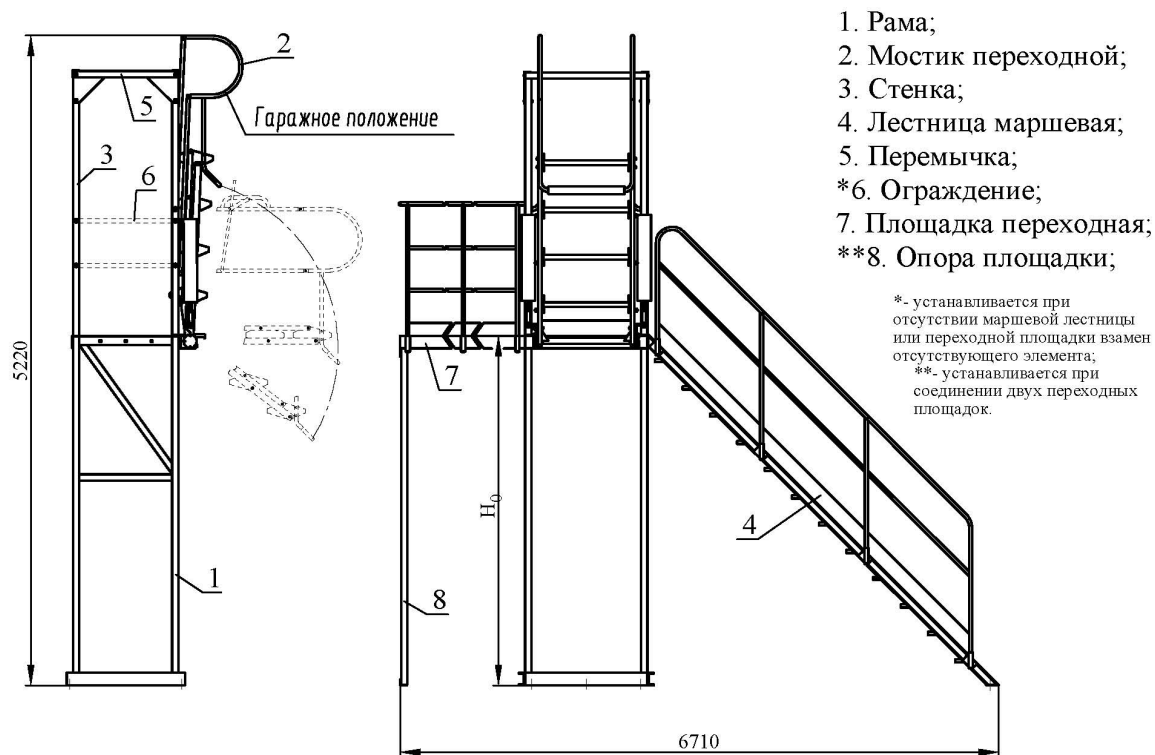 1. Рама;
2. Мостик переходной;
3. Стенка;
4. Лестница маршевая;
5. Перемычка;
*6. Ограждение;
7. Площадка переходная;
**8. Опора площадки;
*- устанавливается при
отсутствии маршевой лестницы
или переходной площадки взамен
отсутствующего элемента;
**- устанавливается при
соединении двух переходных
площадок.
2
Гаражное положение
5
3
6
5220
1
7
8
H₀
4
6710